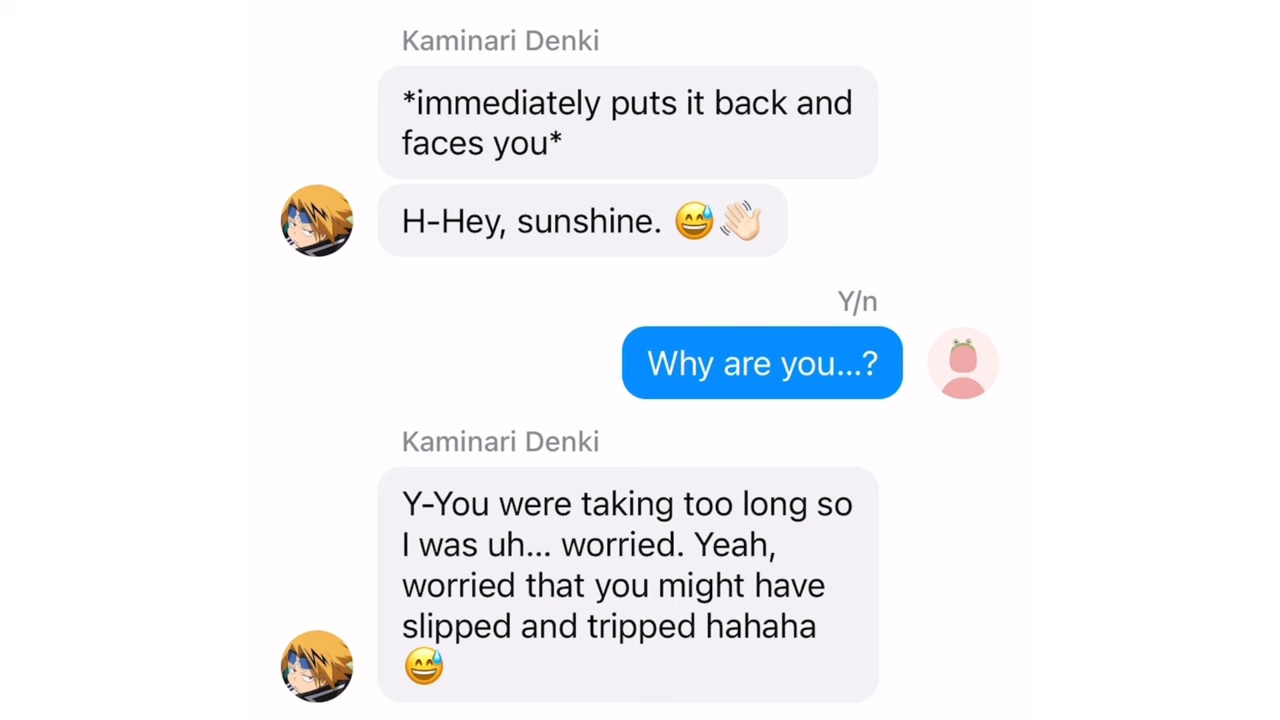 Kaminari Denki
*immediately puts it back and
faces you*
H-Hey, sunshine. 😅👋🏻
Y/n
Why are you...?
Kaminari Denki
Y-You were taking too long so
I was uh... worried. Yeah,
worried that you might have
slipped and tripped hahaha
😅